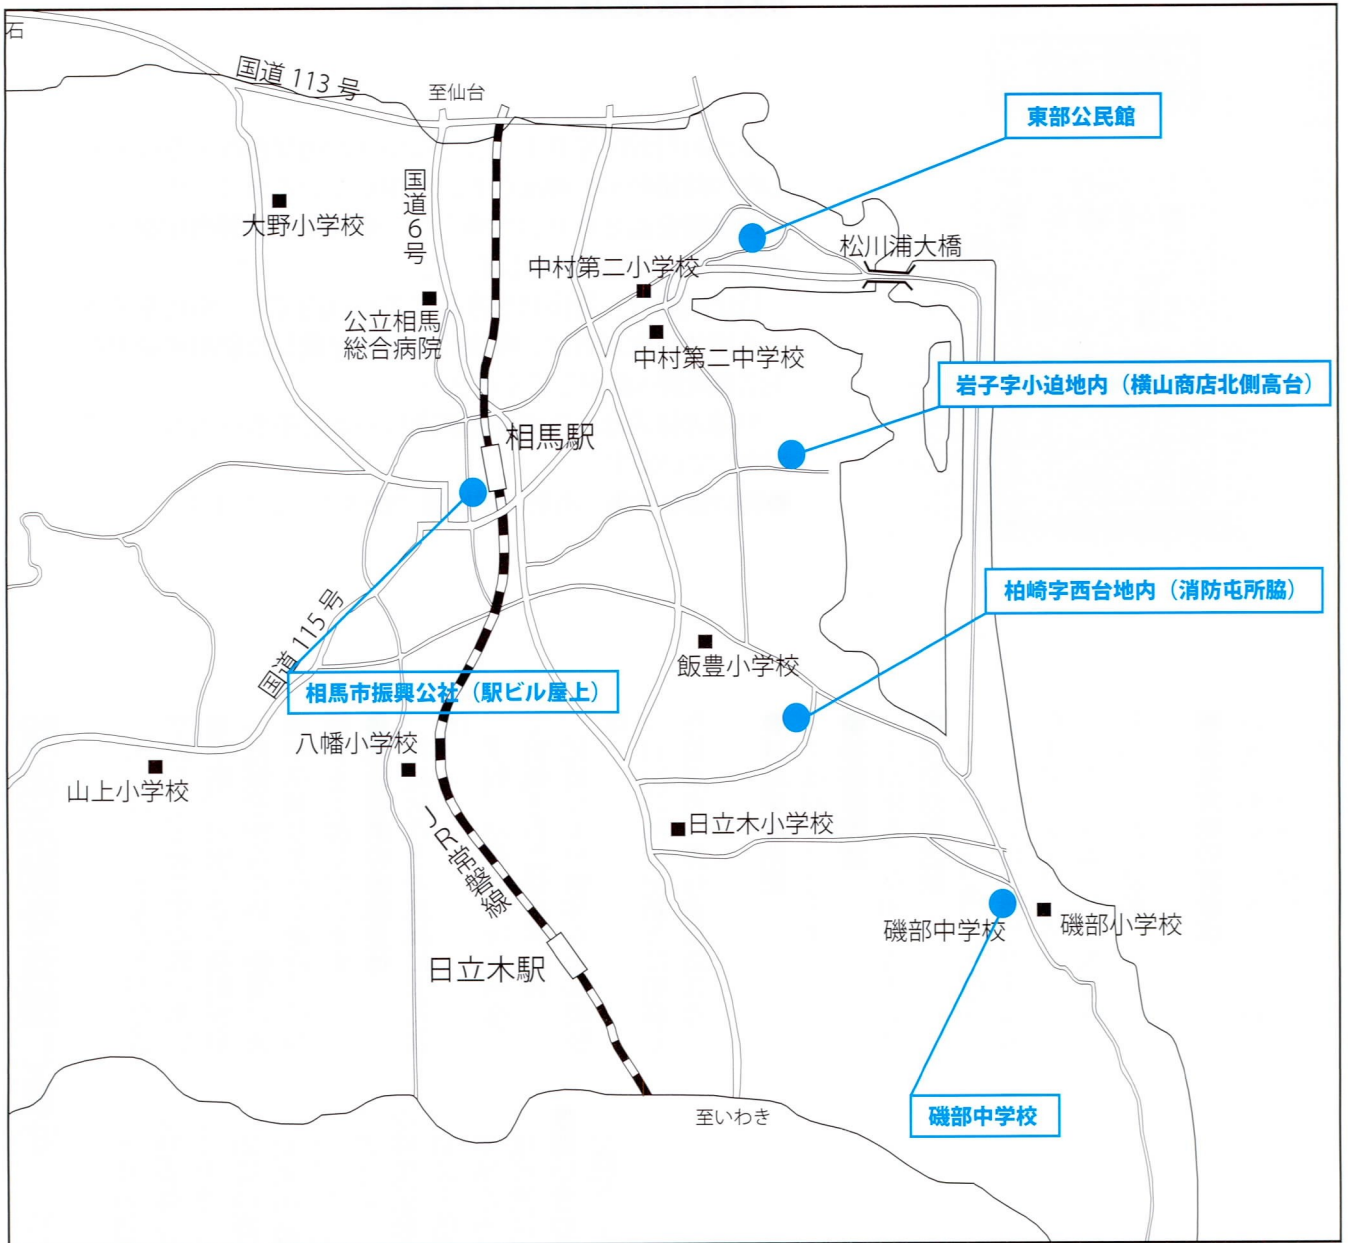 石
国道 113 号
至仙台
東部公民館
国道6号
大野小学校
松川浦大橋
中村第二小学校
公立相馬
総合病院
中村第二中学校
岩子字小迫地内（横山商店北側高台）
相馬駅
柏崎字西台地内（消防屯所脇）
国道 115 号
飯豊小学校
相馬市振興公社（駅ビル屋上）
八幡小学校
山上小学校
JR常磐線
日立木小学校
磯部中学校
磯部小学校
日立木駅
至いわき
磯部中学校